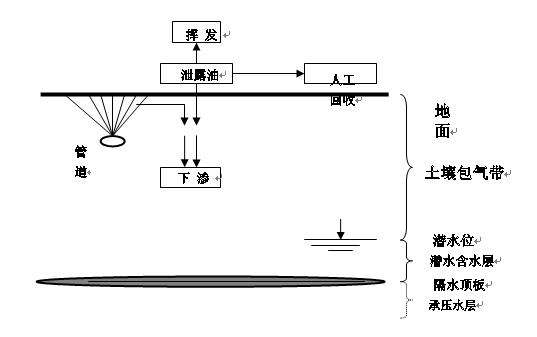 挥 发
泄露油
人工
回收
地
面
管
道
土壤包气带
下 渗
潜水位
潜水含水层
隔水顶板
承压水层